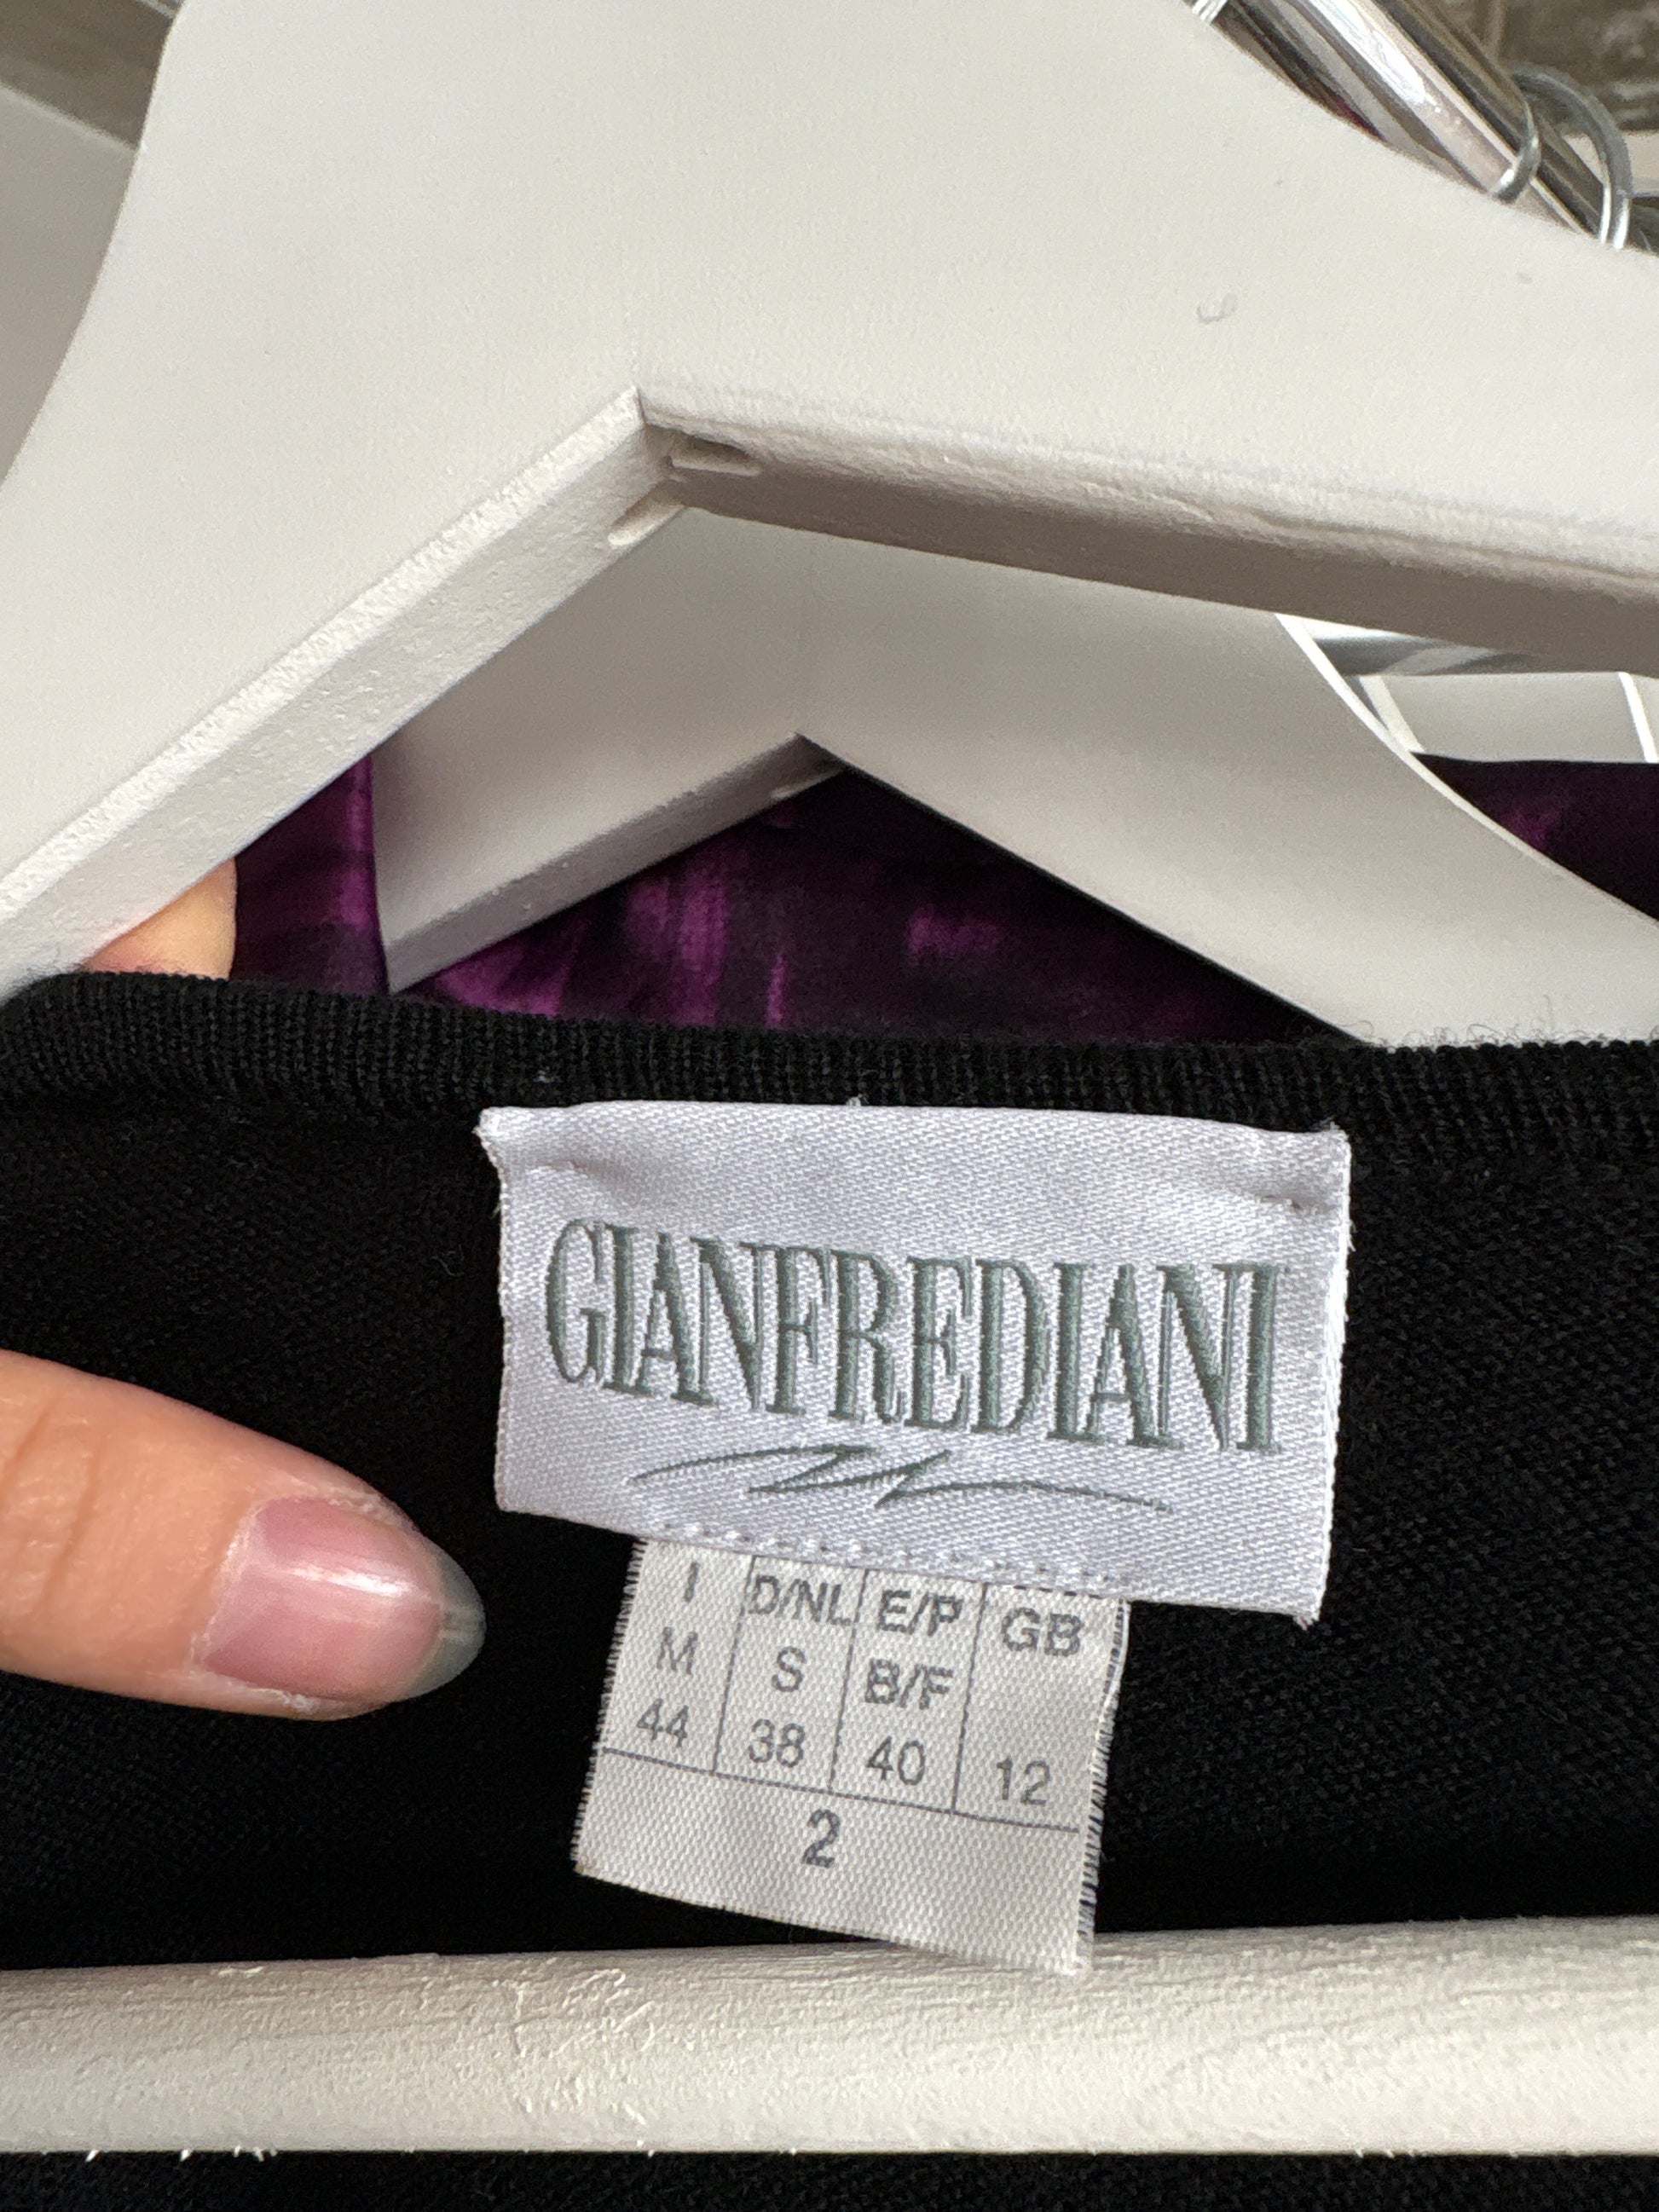 GIANFREDIANI
I D/NL E/P GB
M S B/F
44 38 40 12
2